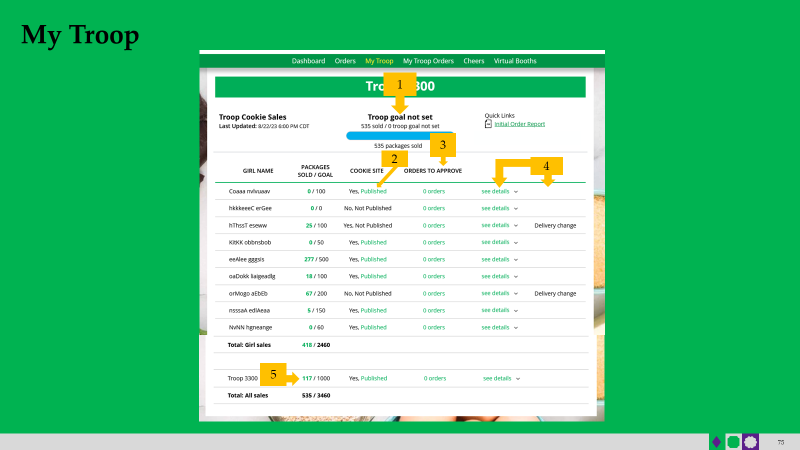 My Troop
Dashboard Orders My Troop My Troop Orders Cheers Virtual Booths
1
Troop Cookie Sales
Last Updated: 8/22/23 6:00 PM CDT
Troop goal not set
535 sold / 0 troop goal not set
535 packages sold
Quick Links
Initial Order Report
2
3
4
GIRL NAME PACKAGES SOLD / GOAL COOKIE SITE ORDERS TO APPROVE
Coaaa nvlvuaav 0 / 100 Yes, Published 0 orders see details
hkkkeeeC erGee 0 / 0 No, Not Published 0 orders see details
hThssT eseww 25 / 100 Yes, Not Published 0 orders see details Delivery change
KItKK obbnsbob 0 / 50 Yes, Published 0 orders see details
eeAlee gggsis 277 / 500 Yes, Published 0 orders see details
oaDokk liaigeadlg 18 / 100 Yes, Published 0 orders see details
orMogo aEbEb 67 / 200 No, Not Published 0 orders see details Delivery change
nsssaA edlAeaa 5 / 150 Yes, Published 0 orders see details
NvNN hgneange 0 / 60 Yes, Published 0 orders see details
Total: Girl sales 418 / 2460
5
Troop 3300 117 / 1000 Yes, Published 0 orders see details
Total: All sales 535 / 3460
75